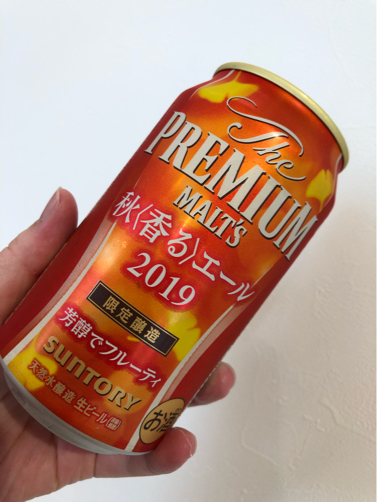 The
PREMIUM
MALT'S
秋〈香る〉エール
2019
限定醸造
芳醇でフルーティ
SUNTORY
天然水醸造 生ビール
お酒